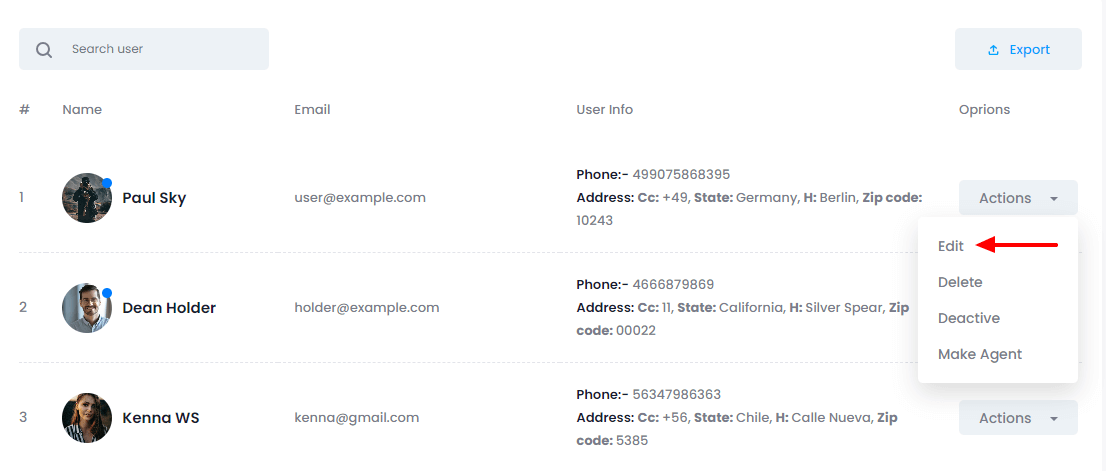 Search user
Export
# Name Email User Info Oprions
1 Paul Sky user@example.com
Phone:- 499075868395
Address: Cc: +49, State: Germany, H: Berlin, Zip code:
10243
Actions
Edit
Delete
Deactive
Make Agent
2 Dean Holder holder@example.com
Phone:- 4666879869
Address: Cc: 11, State: California, H: Silver Spear, Zip
code: 00022
3 Kenna WS kenna@gmail.com
Phone:- 56347986363
Address: Cc: +56, State: Chile, H: Calle Nueva, Zip
code: 5385
Actions